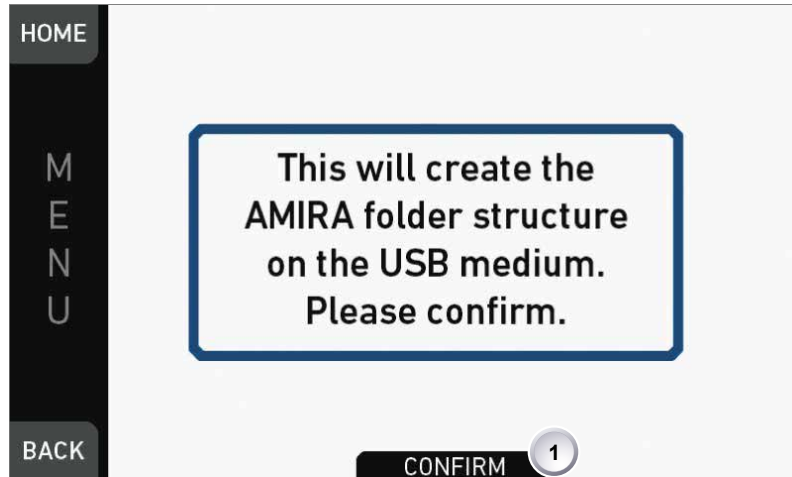 HOME
M
E
N
U
This will create the
AMIRA folder structure
on the USB medium.
Please confirm.
BACK
CONFIRM
1